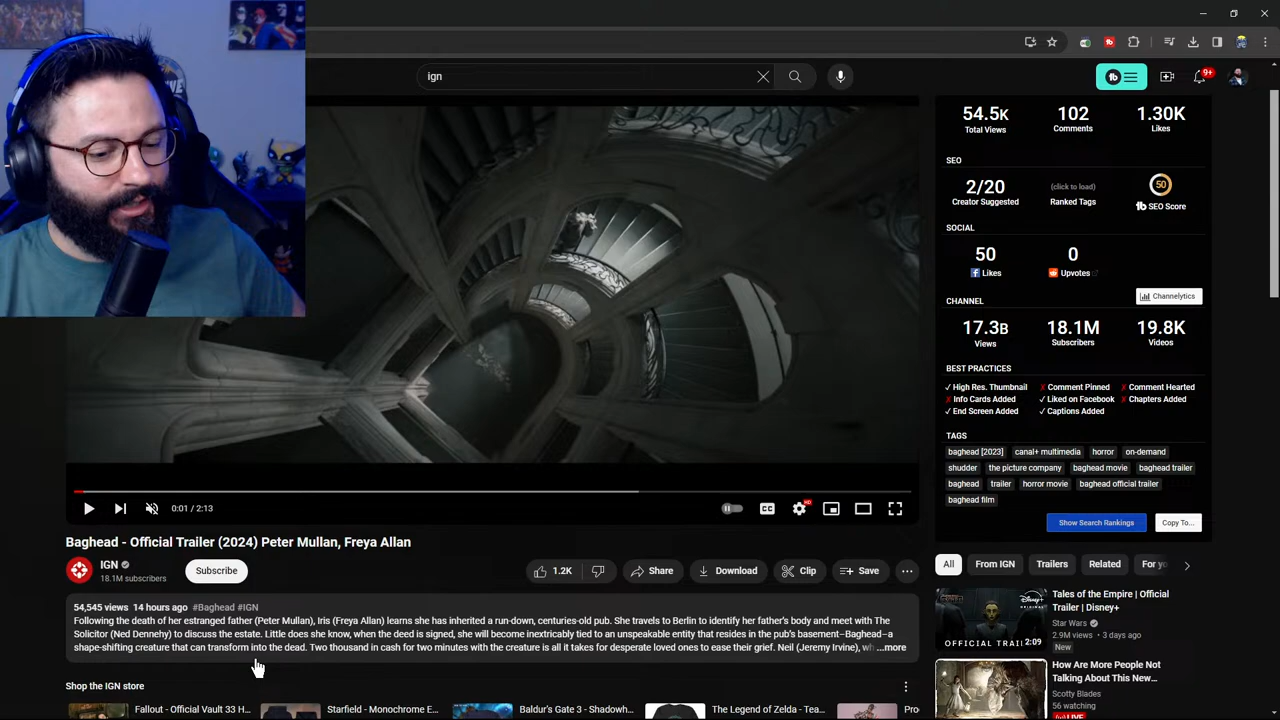 ign
9+
54.5K
102
1.30K
Total Views
Comments
Likes
SEO
2/20
(click to load)
50
Creator Suggested
Ranked Tags
tb SEO Score
SOCIAL
50
0
Likes
Upvotes
Channelytics
CHANNEL
17.3B
18.1M
19.8K
Views
Subscribers
Videos
BEST PRACTICES
✓ High Res. Thumbnail
✗ Comment Pinned
✗ Comment Hearted
✗ Info Cards Added
✓ Liked on Facebook
✗ Chapters Added
✓ End Screen Added
✓ Captions Added
TAGS
baghead [2023]
canal+ multimedia
horror
on-demand
shudder
the picture company
baghead movie
baghead trailer
baghead
trailer
horror movie
baghead official trailer
baghead film
Show Search Rankings
Copy To...
0:01 / 2:13
CC
HD
Baghead - Official Trailer (2024) Peter Mullan, Freya Allan
IGN
18.1M subscribers
Subscribe
1.2K
Share
Download
Clip
Save
54,545 views 14 hours ago #Baghead #IGN
Following the death of her estranged father (Peter Mullan), Iris (Freya Allan) learns she has inherited a run-down, centuries-old pub. She travels to Berlin to identify her father's body and meet with The
Solicitor (Ned Dennehy) to discuss the estate. Little does she know, when the deed is signed, she will become inextricably tied to an unspeakable entity that resides in the pub's basement–Baghead–a
shape-shifting creature that can transform into the dead. Two thousand in cash for two minutes with the creature is all it takes for desperate loved ones to ease their grief. Neil (Jeremy Irvine), ...more
Shop the IGN store
Fallout - Official Vault 33 H...
Starfield - Monochrome E...
Baldur's Gate 3 - Shadowh...
The Legend of Zelda - Tea...
All
From IGN
Trailers
Related
For
Disney+
OFFICIAL TRAILER
2:09
Tales of the Empire | Official
Trailer | Disney+
Star Wars
2.9M views • 3 days ago
How Are More People Not
Talking About This New...
Scotty Blades
56 watching
LIVE